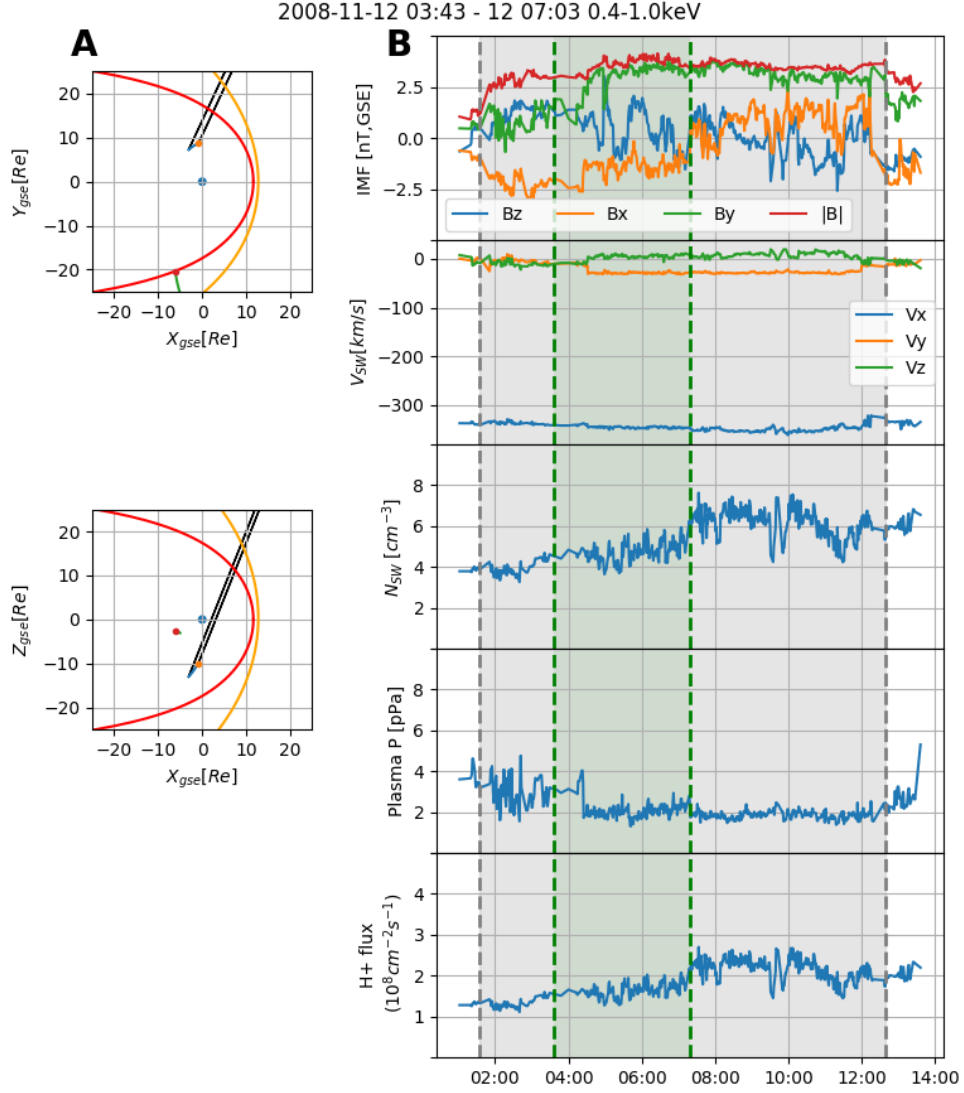 2008-11-12 03:43 - 12 07:03 0.4-1.0keV
A
20
10
0
−10
−20
Y_gse[Re]
−20 −10 0 10 20
X_gse[Re]
20
10
0
−10
−20
Z_gse[Re]
−20 −10 0 10 20
X_gse[Re]
B
2.5
0.0
−2.5
IMF [nT,GSE]
Bz Bx By |B|
0
−100
−200
−300
V_SW[km/s]
Vx
Vy
Vz
8
6
4
2
N_SW [cm⁻³]
8
6
4
2
Plasma P [pPa]
4
3
2
1
H+ flux
(10⁸cm⁻²s⁻¹)
02:00 04:00 06:00 08:00 10:00 12:00 14:00